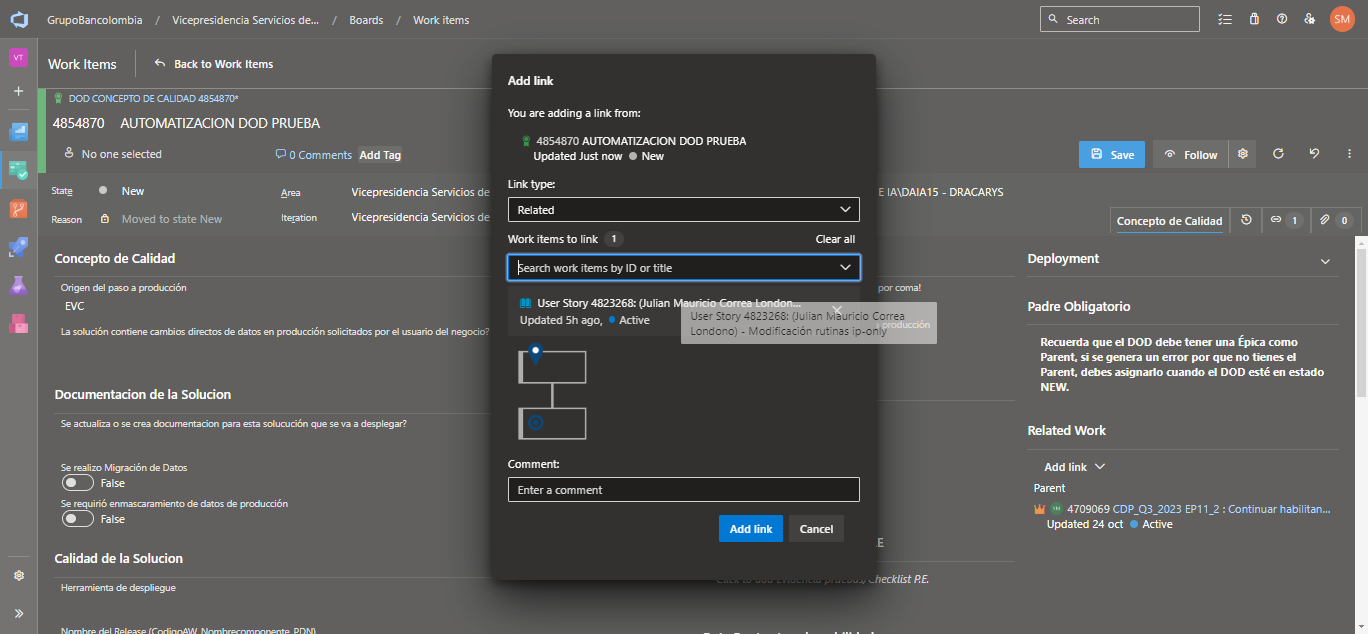 GrupoBancolombia / Vicepresidencia Servicios de... / Boards / Work items
Search
SM
VT
Work Items
Back to Work Items
DOD CONCEPTO DE CALIDAD 4854870*
4854870 AUTOMATIZACION DOD PRUEBA
No one selected
0 Comments
Add Tag
Save
Follow
State
New
Area
Vicepresidencia Servicios de
E IA\DAIA15 - DRACARYS
Reason
Moved to state New
Iteration
Vicepresidencia Servicios de
Concepto de Calidad
1
0
Concepto de Calidad
Origen del paso a producción
EVC
por coma!
La solución contiene cambios directos de datos en producción solicitados por el usuario del negocio?
Documentacion de la Solucion
Se actualiza o se crea documentacion para esta solucución que se va a desplegar?
Se realizo Migración de Datos
False
Se requirió enmascaramiento de datos de producción
False
Calidad de la Solucion
Herramienta de despliegue
Nombre del Release (CodigoAW_Nombrecomponente_PDN)
Add link
You are adding a link from:
4854870 AUTOMATIZACION DOD PRUEBA
Updated Just now
New
Link type:
Related
Work items to link 1
Clear all
Search work items by ID or title
User Story 4823268: (Julian Mauricio Correa London...
Updated 5h ago,
Active
User Story 4823268: (Julian Mauricio Correa
Londono) - Modificación rutinas ip-only
producción
Comment:
Enter a comment
Add link
Cancel
Deployment
Padre Obligatorio
Recuerda que el DOD debe tener una Épica como
Parent, si se genera un error por que no tienes el
Parent, debes asignarlo cuando el DOD esté en estado
NEW.
Related Work
Add link
Parent
4709069 CDP_Q3_2023 EP11_2 : Continuar habilitan...
Updated 24 oct
Active
Click to add Evidencia pruebas/Checklist P.E.